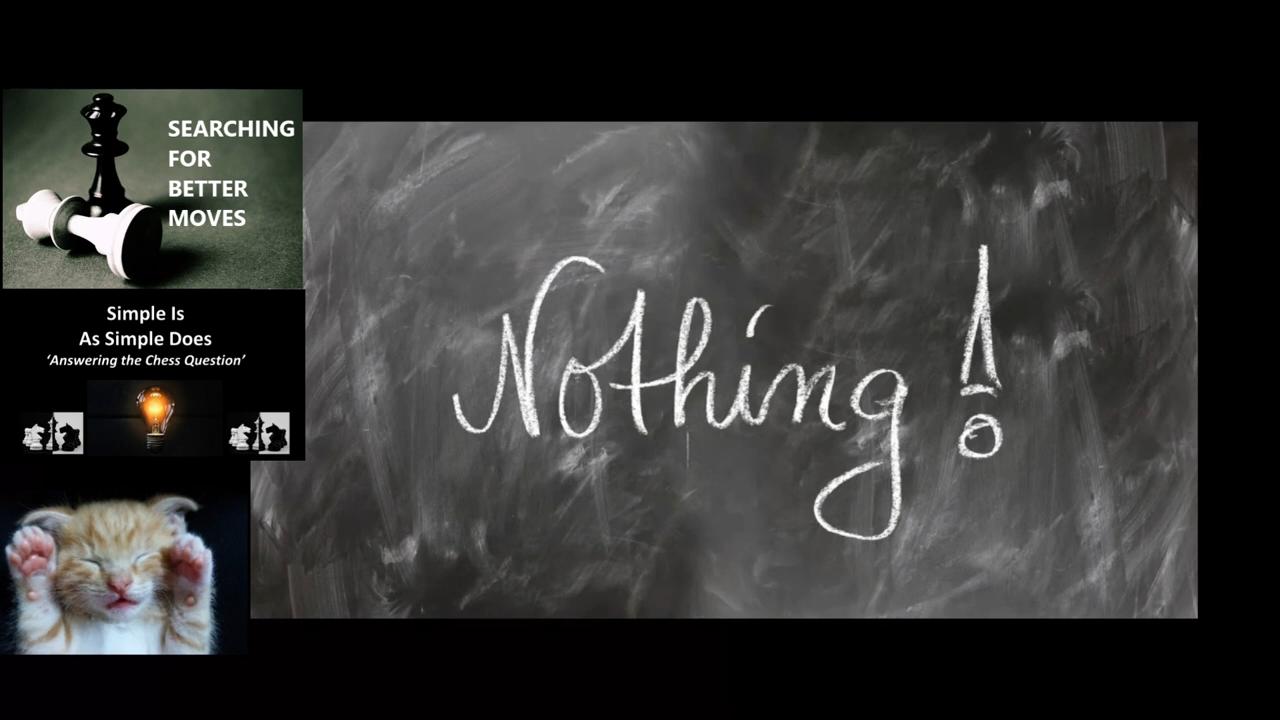 SEARCHING
FOR
BETTER
MOVES
Simple Is
As Simple Does
‘Answering the Chess Question’
Nothing !